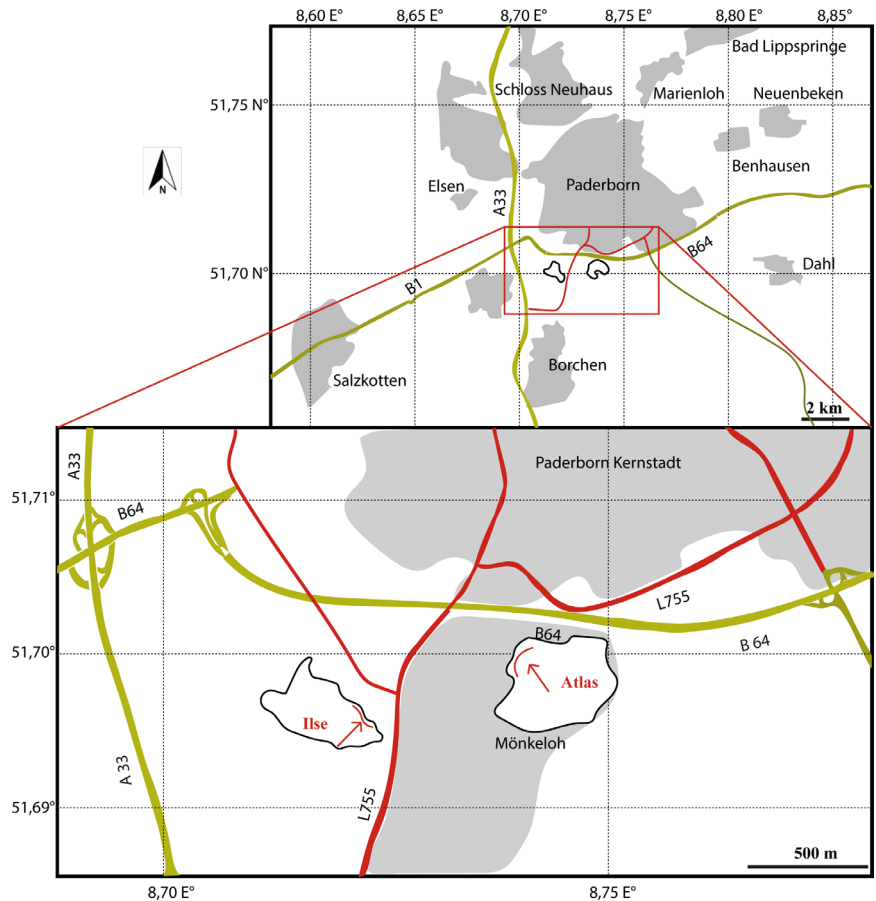 8,60 E°
8,65 E°
8,70 E°
8,75 E°
8,85°
Bad Lippspringe
Schloss Neuhaus
Marienloh
Neuenbeken
51,75 N°
Benhausen
N
Elsen
Paderborn
A33
B64
Dahl
51,70 N°
B1
Borchen
Salzkotten
2 km
A33
Paderborn Kernstadt
51,71°
B64
L755
B64
B 64
51,70°
Atlas
Ilse
Mönkeloh
A 33
L755
51,69°
500 m
8,70 E°
8,75 E°